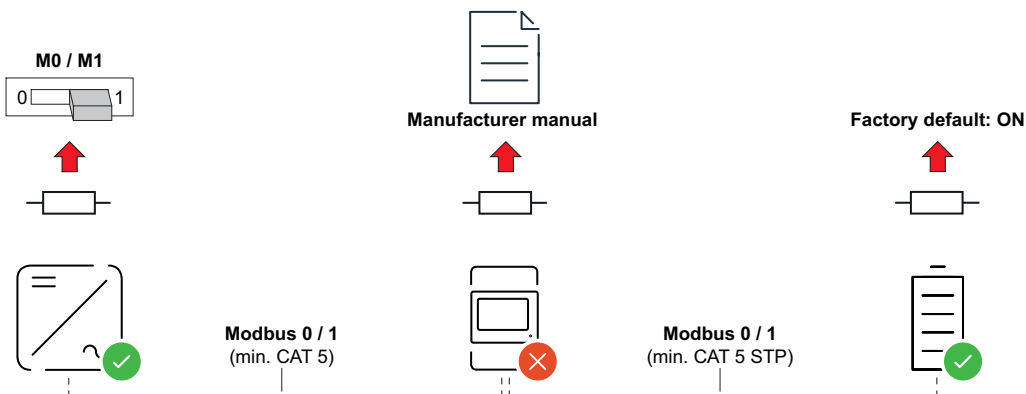 M0 / M1
0 1
Manufacturer manual
Factory default: ON
Modbus 0 / 1
(min. CAT 5)
Modbus 0 / 1
(min. CAT 5 STP)